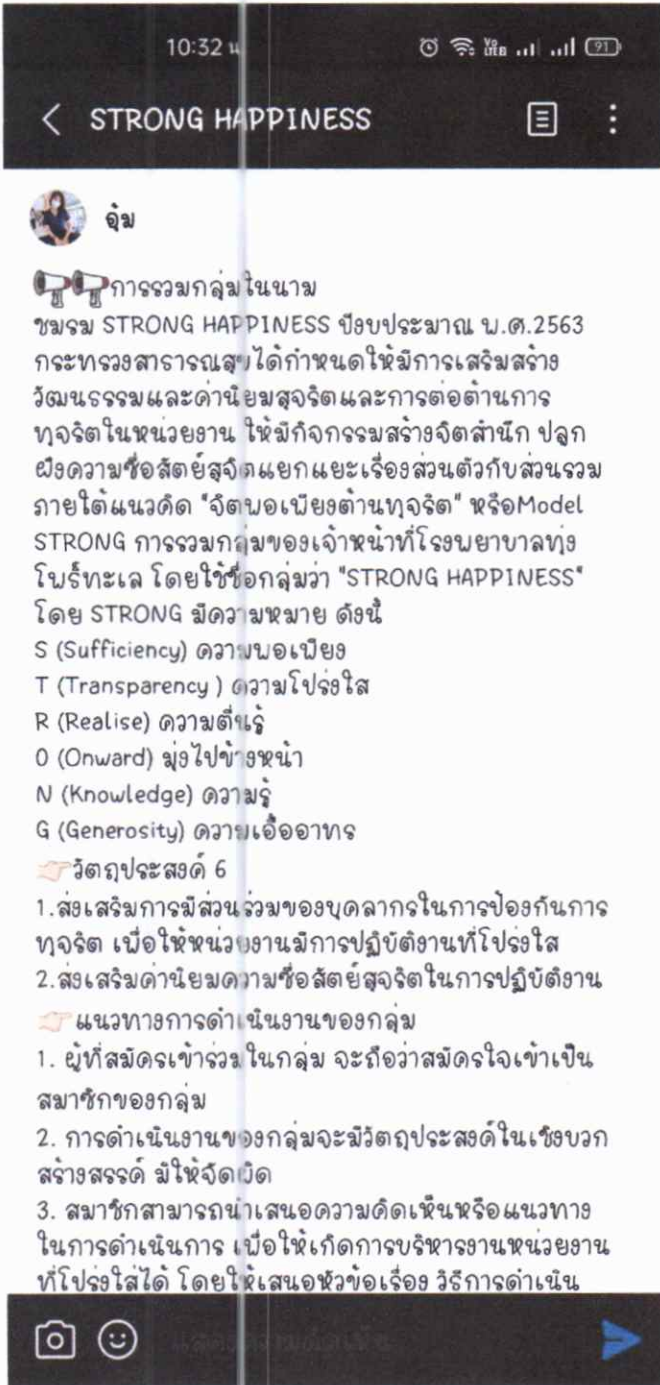 10:32 น
Vo LTE 91
STRONG HAPPINESS
อุ้ม
การรวมกลุ่มในนาม
ชมรม STRONG HAPPINESS ปีงบประมาณ พ.ศ.2563
กระทรวงสาธารณสุขได้กำหนดให้มีการเสริมสร้าง
วัฒนธรรมและค่านิยมสุจริตและการต่อต้านการ
ทุจริตในหน่วยงาน ให้มีกิจกรรมสร้างจิตสำนึก ปลูก
ฝังความซื่อสัตย์สุจิตแยกแยะเรื่องส่วนตัวกับส่วนรวม
ภายใต้แนวคิด "จิตพอเพียงต้านทุจริต" หรือModel
STRONG การรวมกลุ่มของเจ้าหน้าที่โรงพยาบาลทุ่ง
โพธิ์ทะเล โดยใช้ชื่อกลุ่มว่า "STRONG HAPPINESS"
โดย STRONG มีความหมาย ดังนี้
S (Sufficiency) ความพอเพียง
T (Transparency ) ความโปร่งใส
R (Realise) ความตื่นรู้
O (Onward) มุ่งไปข้างหน้า
N (Knowledge) ความรู้
G (Generosity) ความเอื้ออาทร
วัตถุประสงค์ 6
1.ส่งเสริมการมีส่วนร่วมของบุคลากรในการป้องกันการ
ทุจริต เพื่อให้หน่วยงานมีการปฏิบัติงานที่โปร่งใส
2.ส่งเสริมค่านิยมความซื่อสัตย์สุจริตในการปฏิบัติงาน
แนวทางการดำเนินงานของกลุ่ม
1. ผู้ที่สมัครเข้าร่วมในกลุ่ม จะถือว่าสมัครใจเข้าเป็น
สมาชิกของกลุ่ม
2. การดำเนินงานของกลุ่มจะมีวัตถุประสงค์ในเชิงบวก
สร้างสรรค์ มิให้จัดผิด
3. สมาชิกสามารถนำเสนอความคิดเห็นหรือแนวทาง
ในการดำเนินการ เพื่อให้เกิดการบริหารงานหน่วยงาน
ที่โปร่งใสได้ โดยให้เสนอหัวข้อเรื่อง วิธีการดำเนิน